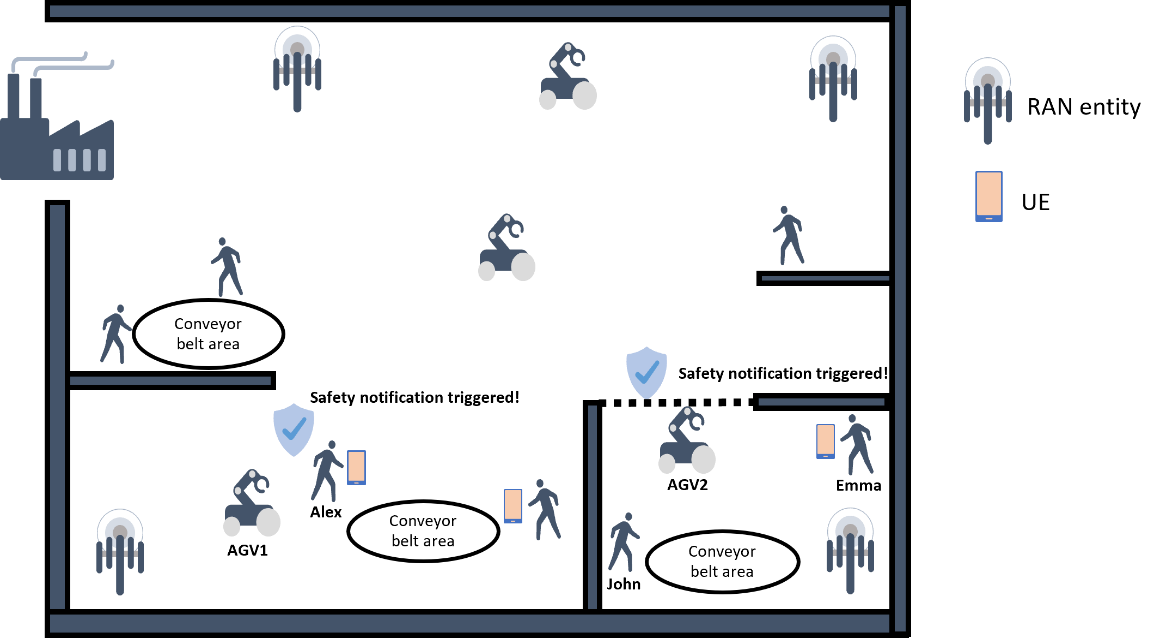 RAN entity
UE
Conveyor
belt area
Safety notification triggered!
Safety notification triggered!
Alex
AGV1
Conveyor
belt area
AGV2
Emma
John
Conveyor
belt area